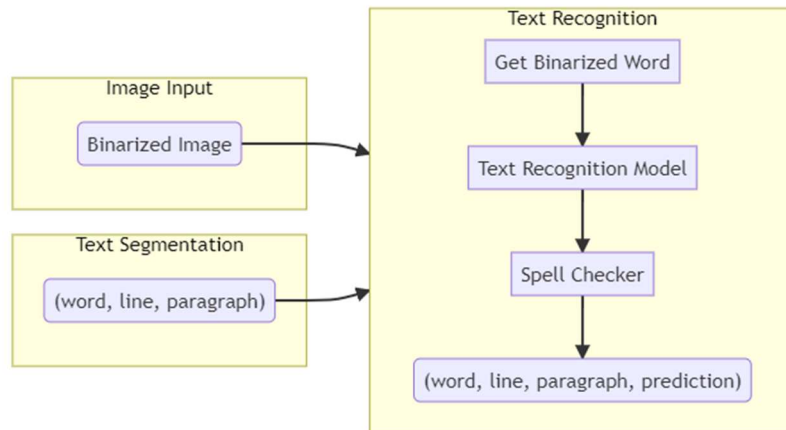 Image Input
Binarized Image
Text Segmentation
(word, line, paragraph)
Text Recognition
Get Binarized Word
Text Recognition Model
Spell Checker
(word, line, paragraph, prediction)